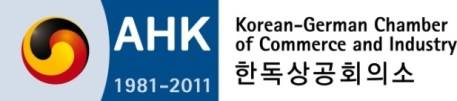 AHK
1981-2011
Korean-German Chamber
of Commerce and Industry
한독상공회의소